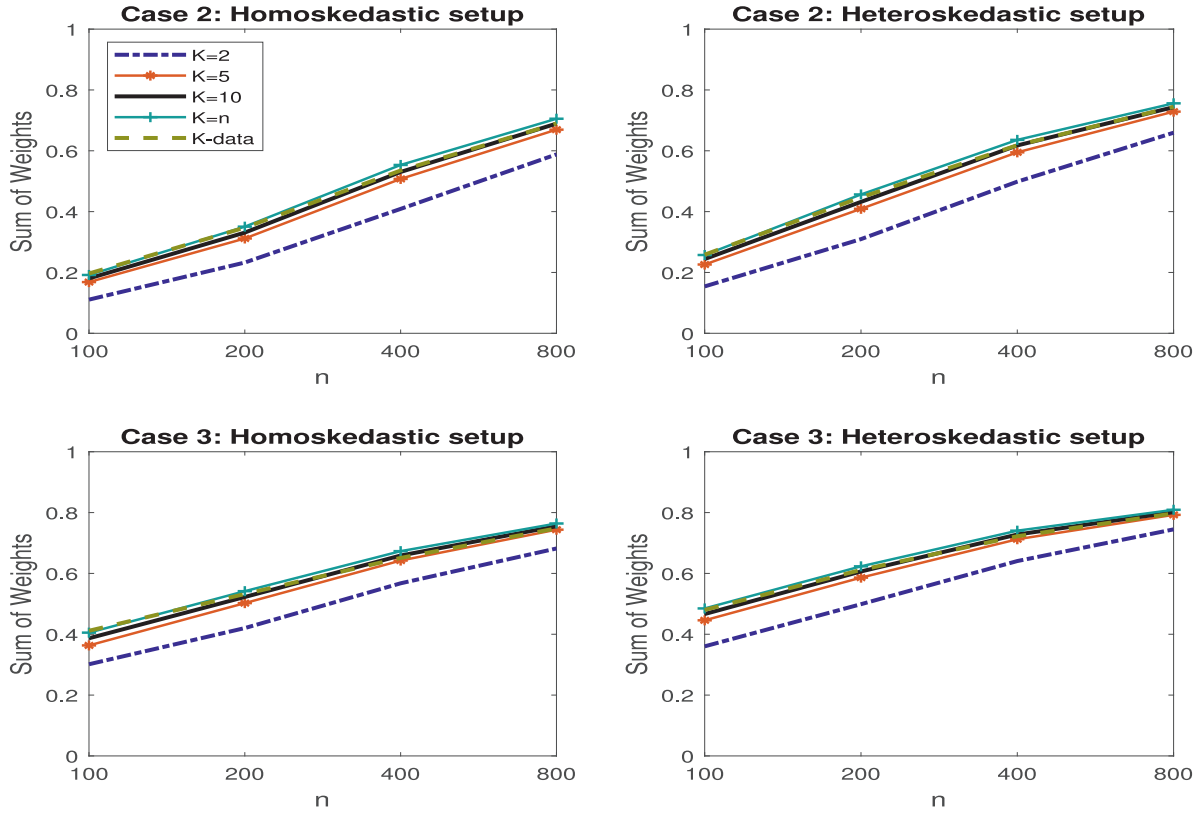 Case 2: Homoskedastic setup
1
0.8
0.6
0.4
0.2
0
Sum of Weights
K=2
K=5
K=10
K=n
K-data
100 200 400 800
n
Case 2: Heteroskedastic setup
1
0.8
0.6
0.4
0.2
0
Sum of Weights
100 200 400 800
n
Case 3: Homoskedastic setup
1
0.8
0.6
0.4
0.2
0
Sum of Weights
100 200 400 800
n
Case 3: Heteroskedastic setup
1
0.8
0.6
0.4
0.2
0
Sum of Weights
100 200 400 800
n